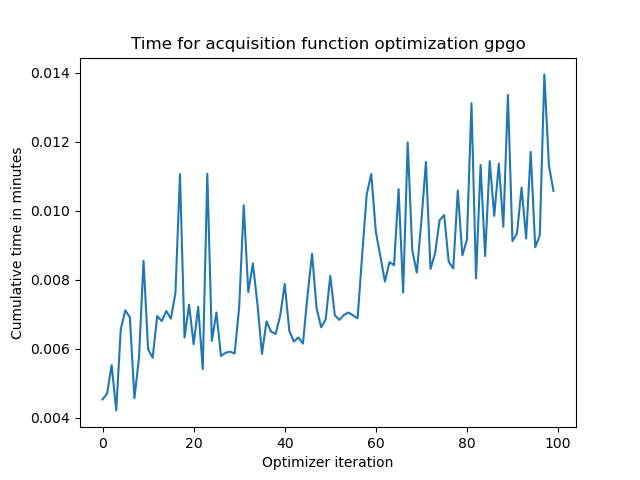 Time for acquisition function optimization gpgo
0.014
0.012
0.010
0.008
0.006
0.004
Cumulative time in minutes
0 20 40 60 80 100
Optimizer iteration